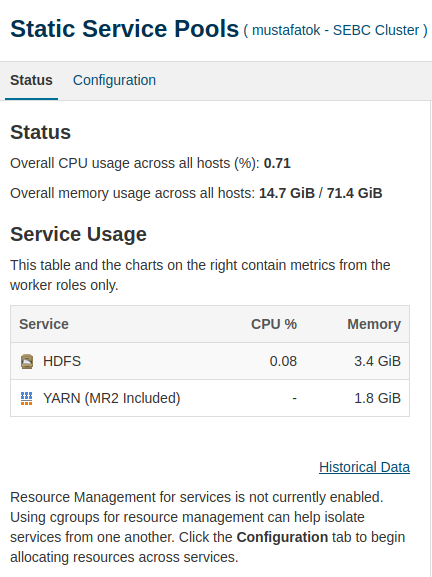 Static Service Pools ( mustafatok - SEBC Cluster )
Status Configuration
Status
Overall CPU usage across all hosts (%): 0.71
Overall memory usage across all hosts: 14.7 GiB / 71.4 GiB
Service Usage
This table and the charts on the right contain metrics from the
worker roles only.
Service CPU % Memory
HDFS 0.08 3.4 GiB
YARN (MR2 Included) - 1.8 GiB
Historical Data
Resource Management for services is not currently enabled.
Using cgroups for resource management can help isolate
services from one another. Click the Configuration tab to begin
allocating resources across services.